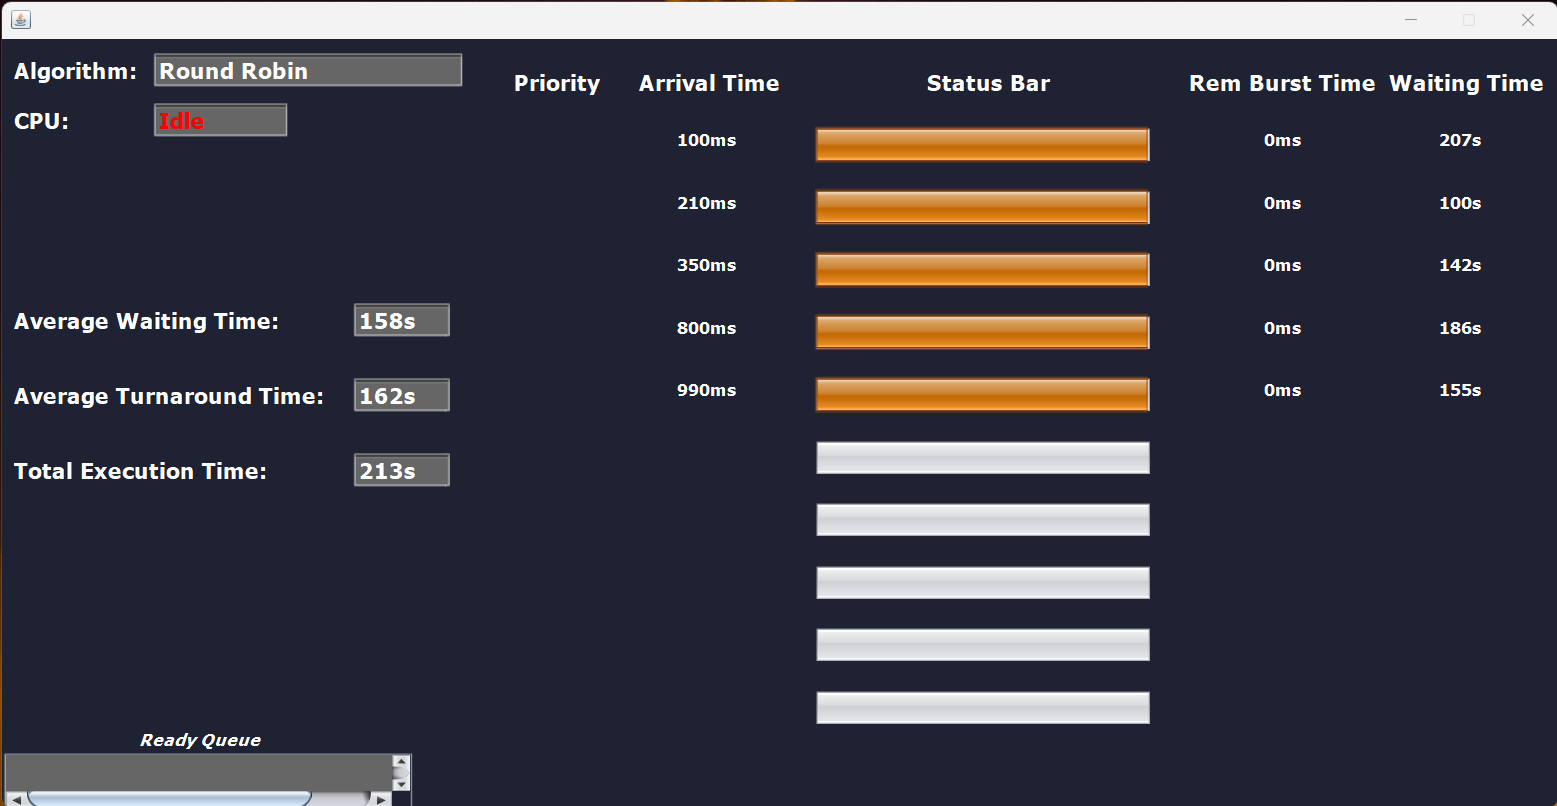 Algorithm: Round Robin
CPU: Idle
Priority Arrival Time Status Bar Rem Burst Time Waiting Time
100ms 0ms 207s
210ms 0ms 100s
350ms 0ms 142s
800ms 0ms 186s
990ms 0ms 155s
Average Waiting Time: 158s
Average Turnaround Time: 162s
Total Execution Time: 213s
Ready Queue